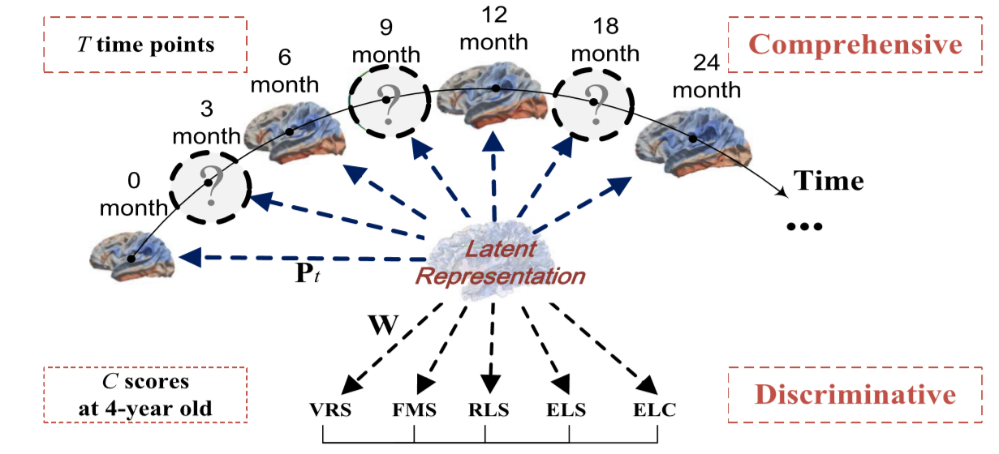 T time points
Comprehensive
0
month
3
month
?
6
month
9
month
?
12
month
18
month
?
24
month
Time
...
Latent
Representation
Pt
W
C scores
at 4-year old
Discriminative
VRS FMS RLS ELS ELC